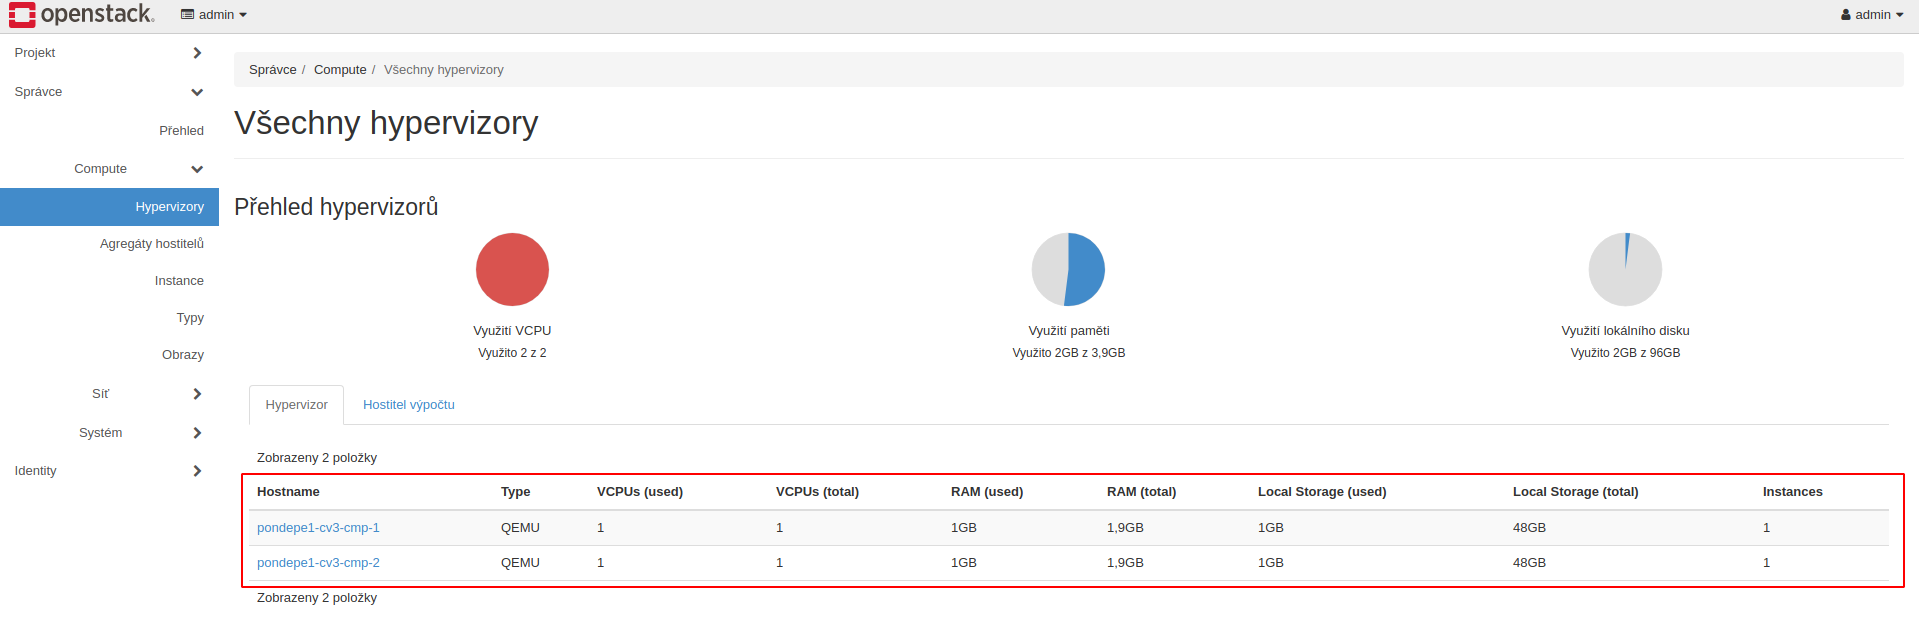 openstack. admin admin
Projekt
Správce
Přehled
Compute
Hypervizory
Agregáty hostitelů
Instance
Typy
Obrazy
Síť
Systém
Identity
Správce / Compute / Všechny hypervizory
Všechny hypervizory
Přehled hypervizorů
Využití VCPU
Využito 2 z 2
Využití paměti
Využito 2GB z 3,9GB
Využití lokálního disku
Využito 2GB z 96GB
Hypervizor Hostitel výpočtu
Zobrazeny 2 položky
Hostname Type VCPUs (used) VCPUs (total) RAM (used) RAM (total) Local Storage (used) Local Storage (total) Instances
pondepe1-cv3-cmp-1 QEMU 1 1 1GB 1,9GB 1GB 48GB 1
pondepe1-cv3-cmp-2 QEMU 1 1 1GB 1,9GB 1GB 48GB 1
Zobrazeny 2 položky